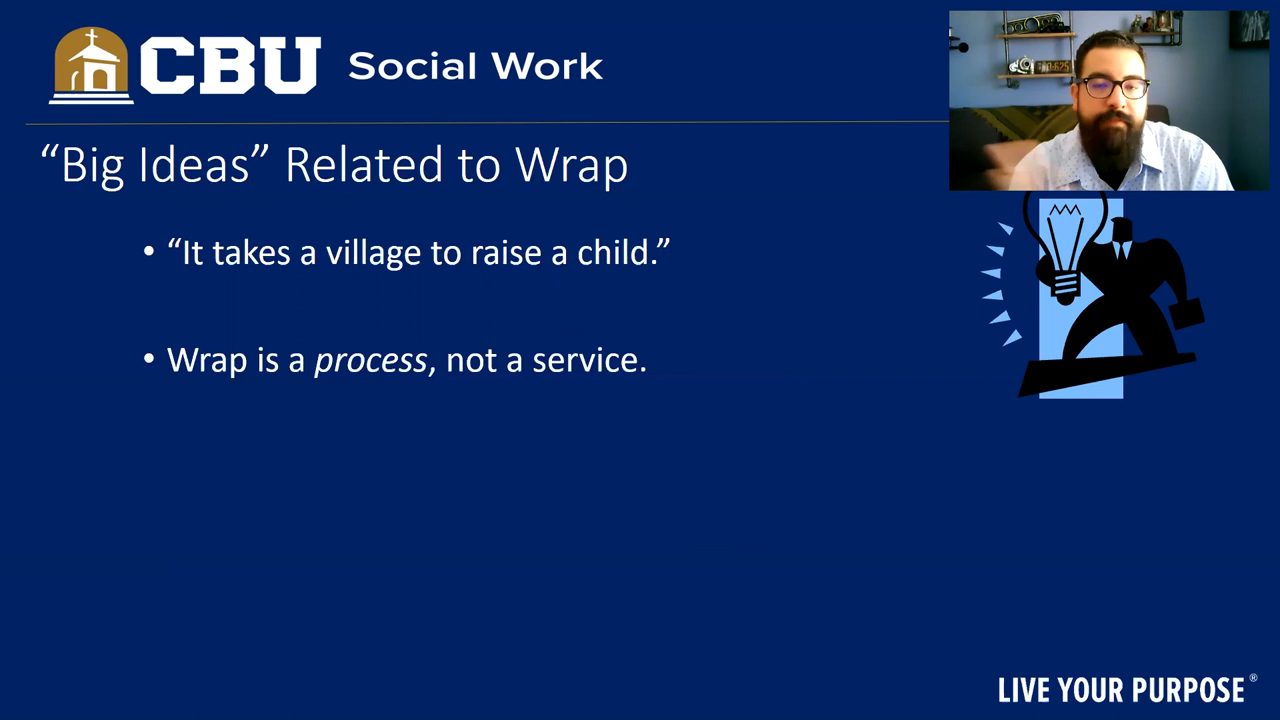 CBU Social Work
“Big Ideas” Related to Wrap
• “It takes a village to raise a child.”
• Wrap is a process, not a service.
LIVE YOUR PURPOSE®